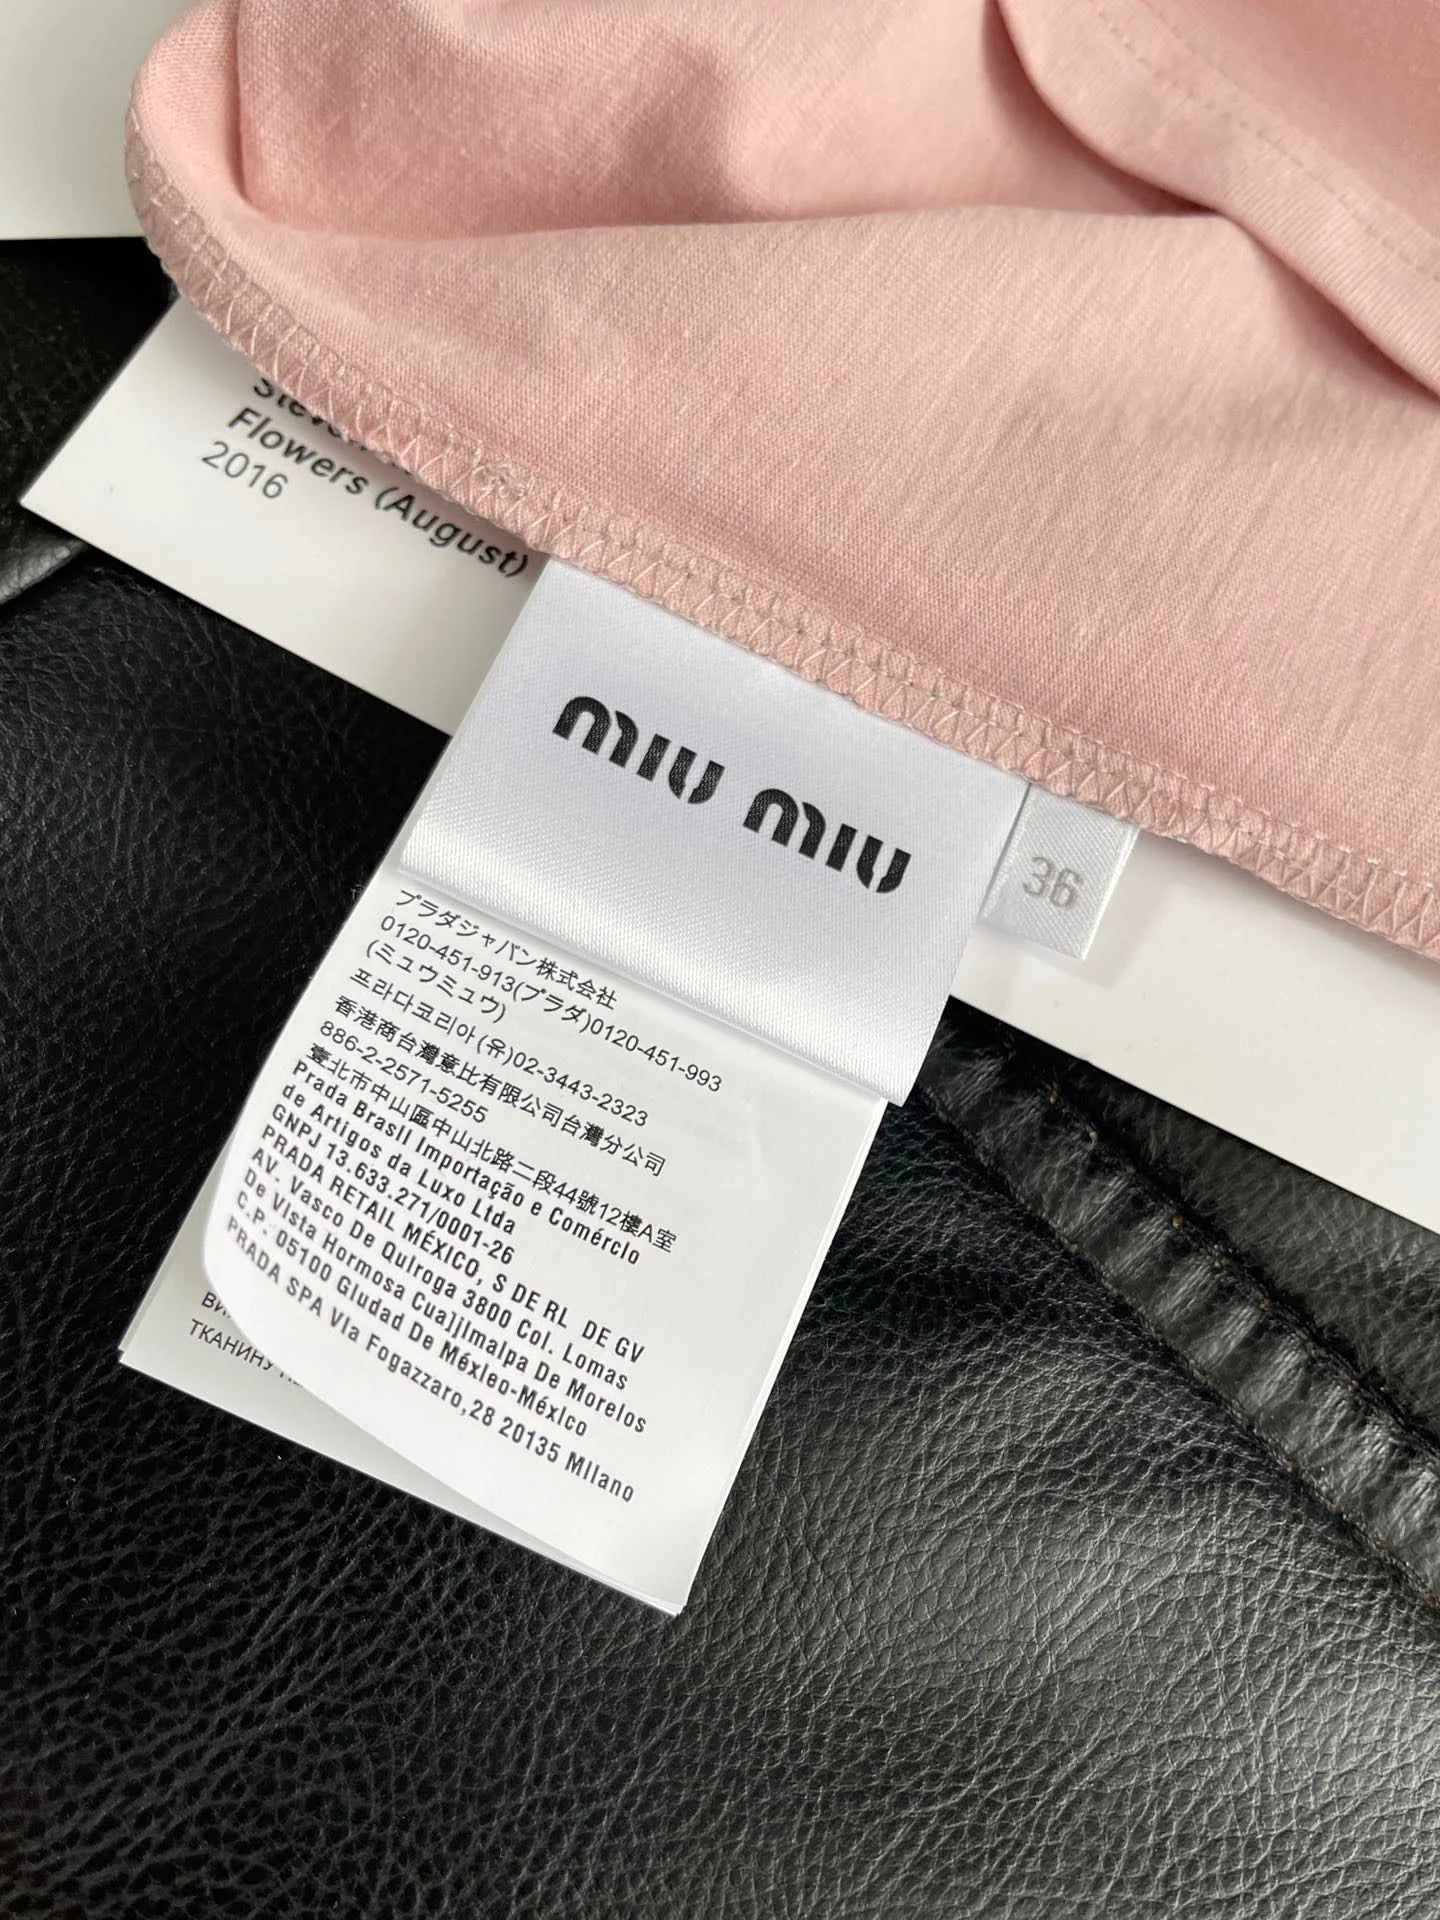 Flowers (August)
2016
miu miu
36
プラダジャパン株式会社
0120-451-913(プラダ)0120-451-993
(ミュウミュウ)
프라다코리아(유)02-3443-2323
香港商台灣意比有限公司台灣分公司
886-2-2571-5255
臺北市中山區中山北路二段44號12樓A室
Prada Brasil Importação e Comércio
de Artigos da Luxo Ltda
GNPJ 13.633.271/0001-26
PRADA RETAIL MÉXICO, S DE RL DE GV
AV. Vasco De Quiroga 3800 Col. Lomas
De Vista Hormosa Cuajjlmalpa De Morelos
C.P. 05100 Gludad De Méxleo-Méxlco
PRADA SPA VIa Fogazzaro,28 20135 MIlano
ТКАНИНУ